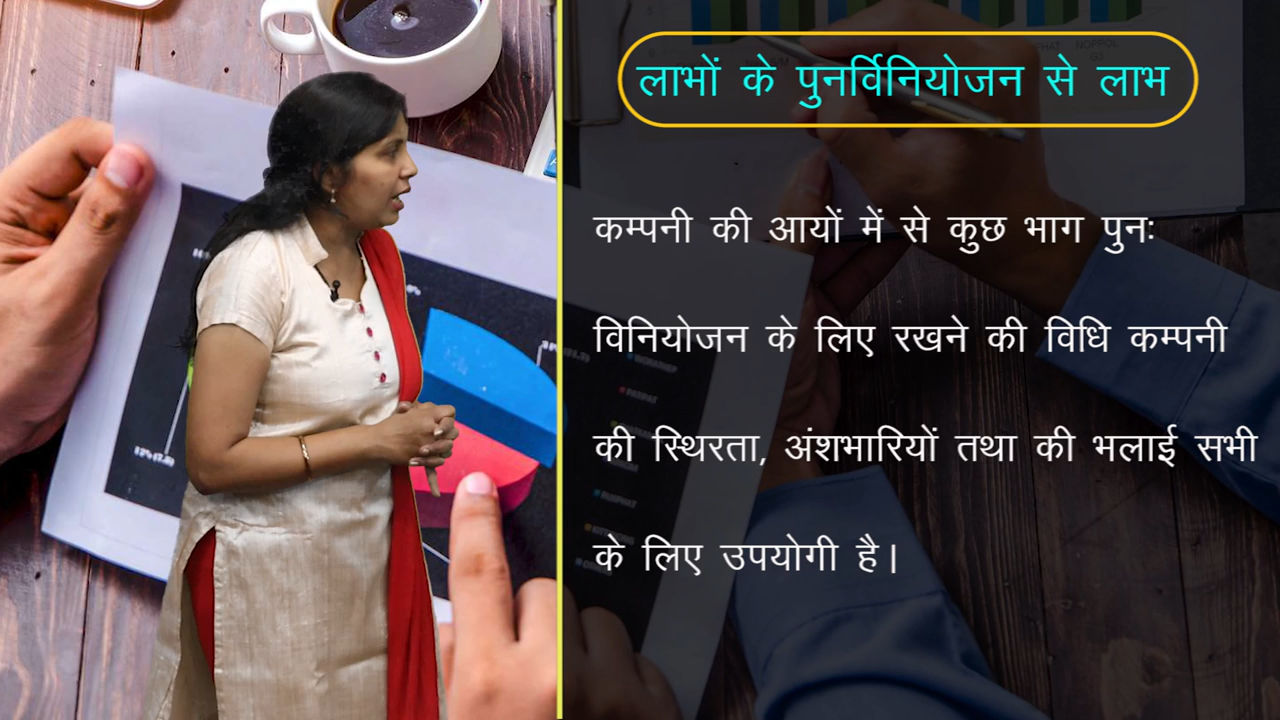 लाभों के पुनर्विनियोजन से लाभ
कम्पनी की आयों में से कुछ भाग पुनः
विनियोजन के लिए रखने की विधि कम्पनी
की स्थिरता, अंशभारियों तथा की भलाई सभी
के लिए उपयोगी है।